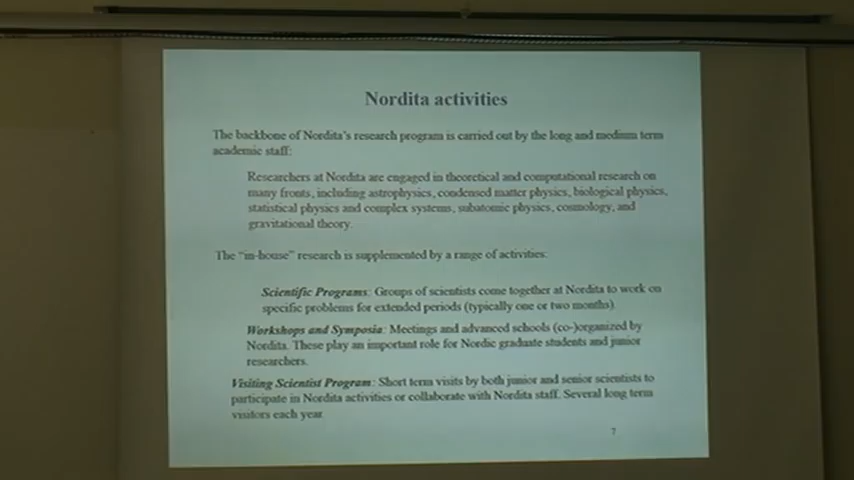 Nordita activities
The backbone of Nordita's research program is carried out by the long and medium term
academic staff:
Researchers at Nordita are engaged in theoretical and computational research on
many fronts, including astrophysics, condensed matter physics, biological physics,
statistical physics and complex systems, subatomic physics, cosmology, and
gravitational theory.
The "in-house" research is supplemented by a range of activities:
Scientific Programs: Groups of scientists come together at Nordita to work on
specific problems for extended periods (typically one or two months).
Workshops and Symposia: Meetings and advanced schools (co-)organized by
Nordita. These play an important role for Nordic graduate students and junior
researchers.
Visiting Scientist Program: Short term visits by both junior and senior scientists to
participate in Nordita activities or collaborate with Nordita staff. Several long term
visitors each year
7